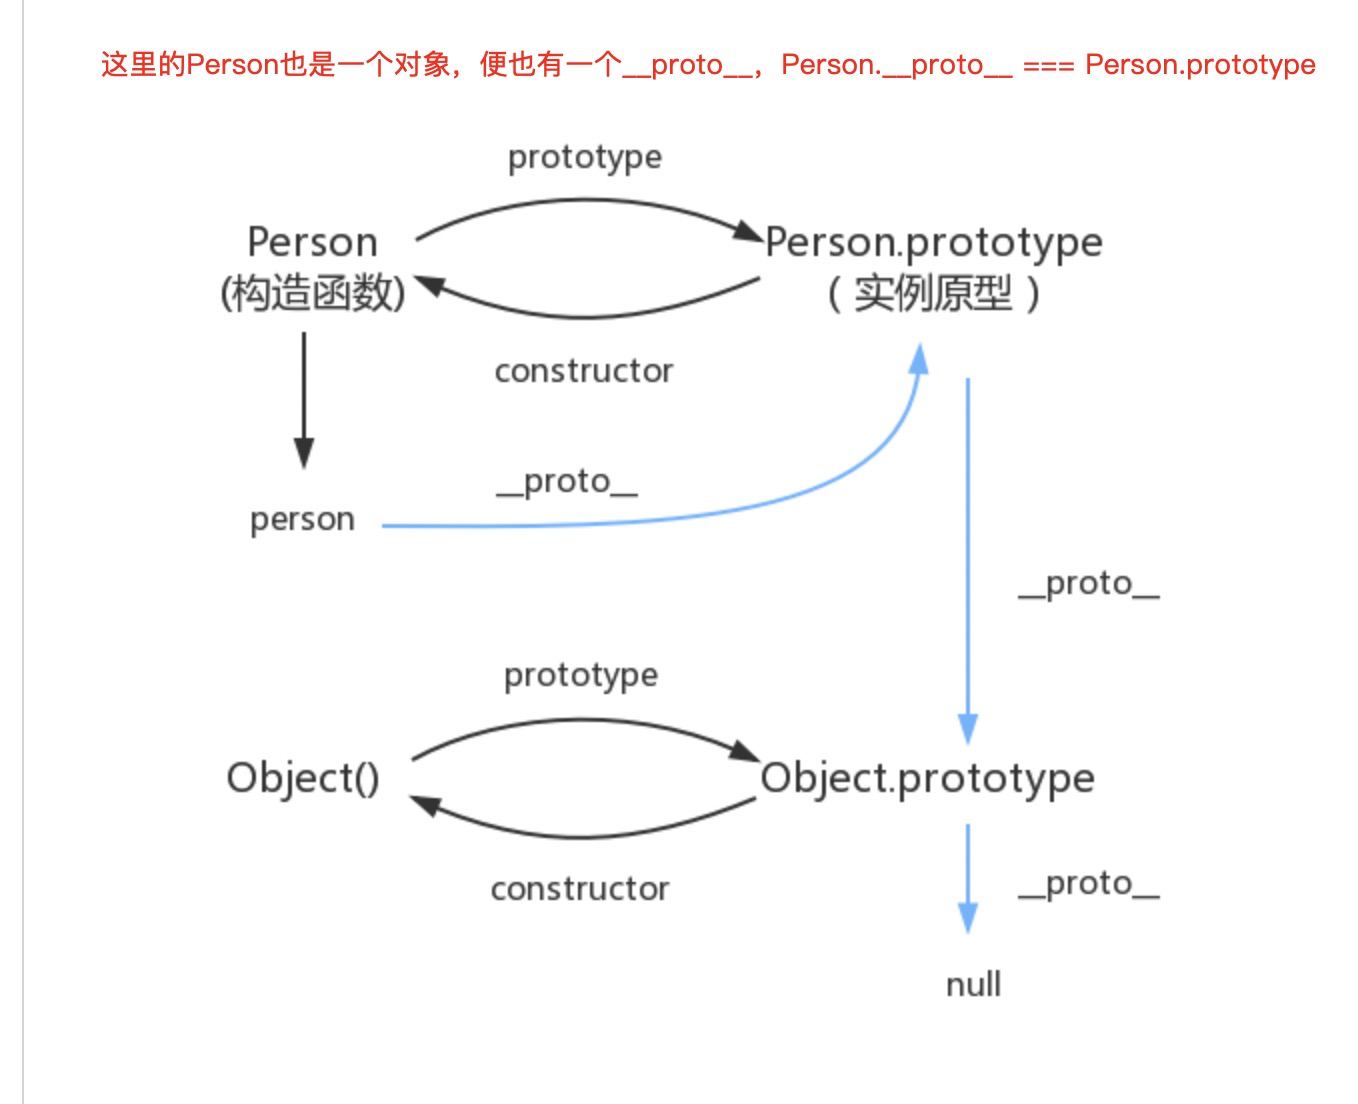 这里的Person也是一个对象，便也有一个__proto__，Person.__proto__ === Person.prototype
prototype
Person
(构造函数)
Person.prototype
（ 实例原型 ）
constructor
__proto__
person
__proto__
prototype
Object()
Object.prototype
constructor
__proto__
null